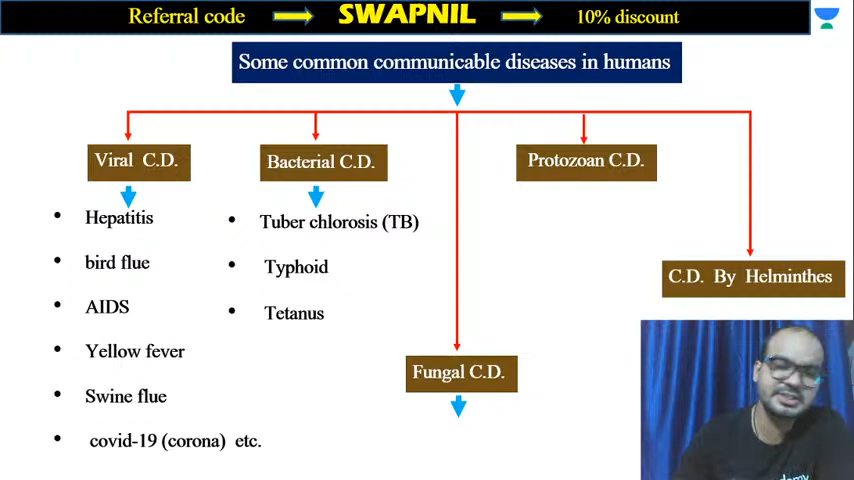 Referral code SWAPNIL 10% discount
Some common communicable diseases in humans
Viral C.D.
Bacterial C.D.
Protozoan C.D.
• Hepatitis
• bird flue
• AIDS
• Yellow fever
• Swine flue
• covid-19 (corona) etc.
• Tuber chlorosis (TB)
• Typhoid
• Tetanus
C.D. By Helminthes
Fungal C.D.